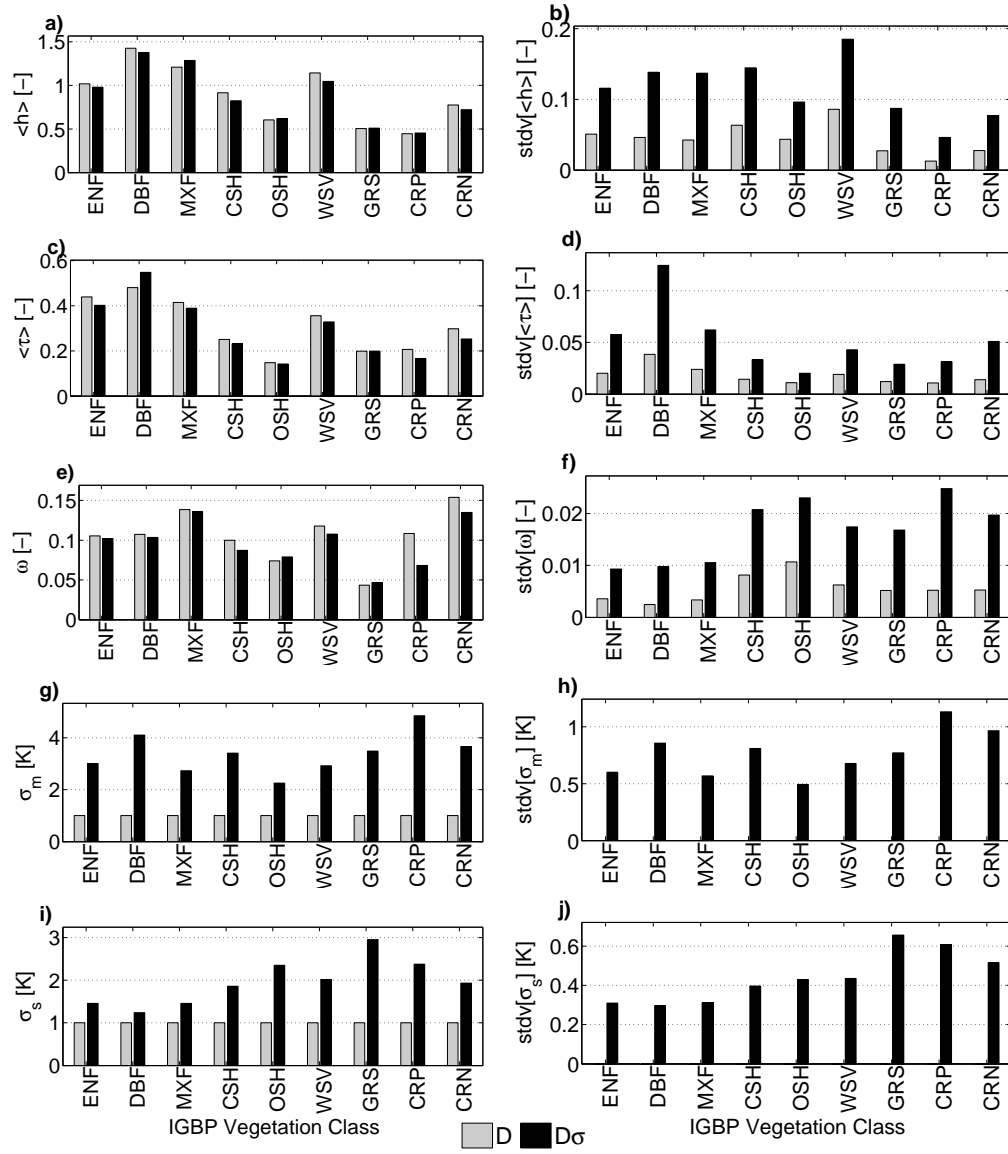 a)
<h> [−]
1.5
1
0.5
0
ENF DBF MXF CSH OSH WSV GRS CRP CRN
b)
stdv[<h>] [−]
0.2
0.1
0
ENF DBF MXF CSH OSH WSV GRS CRP CRN
c)
<τ> [−]
0.6
0.4
0.2
0
ENF DBF MXF CSH OSH WSV GRS CRP CRN
d)
stdv[<τ>] [−]
0.1
0.05
0
ENF DBF MXF CSH OSH WSV GRS CRP CRN
e)
ω [−]
0.15
0.1
0.05
0
ENF DBF MXF CSH OSH WSV GRS CRP CRN
f)
stdv[ω] [−]
0.02
0.01
0
ENF DBF MXF CSH OSH WSV GRS CRP CRN
g)
σm [K]
4
2
0
ENF DBF MXF CSH OSH WSV GRS CRP CRN
h)
stdv[σm] [K]
1
0.5
0
ENF DBF MXF CSH OSH WSV GRS CRP CRN
i)
σs [K]
3
2
1
0
ENF DBF MXF CSH OSH WSV GRS CRP CRN
IGBP Vegetation Class
j)
stdv[σs] [K]
0.6
0.4
0.2
0
ENF DBF MXF CSH OSH WSV GRS CRP CRN
IGBP Vegetation Class
D Dσ